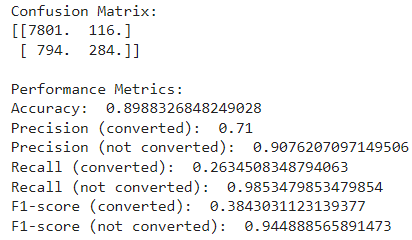 Confusion Matrix:
[[7801.  116.]
 [ 794.  284.]]

Performance Metrics:
Accuracy:  0.8988326848249028
Precision (converted):  0.71
Precision (not converted):  0.9076207097149506
Recall (converted):  0.2634508348794063
Recall (not converted):  0.9853479853479854
F1-score (converted):  0.3843031123139377
F1-score (not converted):  0.944888565891473